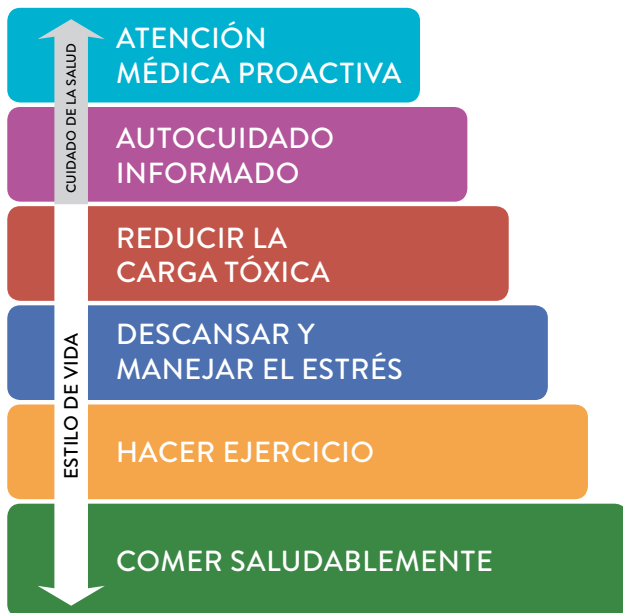 ATENCIÓN
MÉDICA PROACTIVA
AUTOCUIDADO
INFORMADO
REDUCIR LA
CARGA TÓXICA
DESCANSAR Y
MANEJAR EL ESTRÉS
HACER EJERCICIO
COMER SALUDABLEMENTE
CUIDADO DE LA SALUD
ESTILO DE VIDA